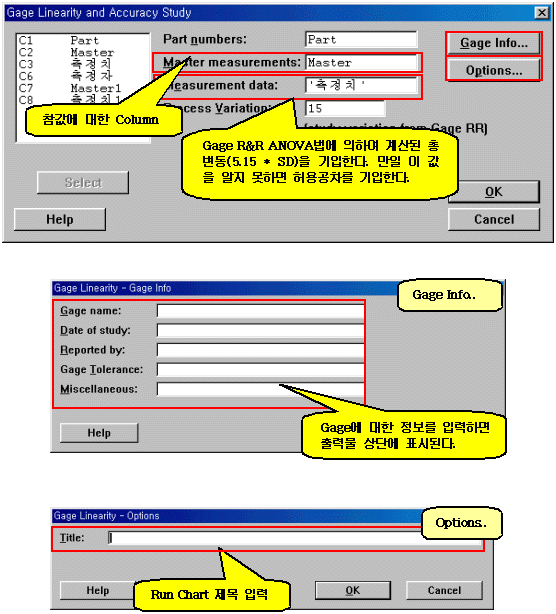 Gage Linearity and Accuracy Study
C1 Part
C2 Master
C3 측정치
C6 측정자
C7 Master1
C8 측정치1
Part numbers: Part
Master measurements: Master
Measurement data: '측정치'
Process Variation: 15
(study variation from Gage RR)
Gage Info...
Options...
참값에 대한 Column
Gage R&R ANOVA법에 의하여 계산된 총
변동(5.15 * SD)을 기입한다. 만일 이 값
을 알지 못하면 허용공차를 기입한다.
Select
OK
Help
Cancel
Gage Linearity - Gage Info
Gage Info..
Gage name:
Date of study:
Reported by:
Gage Tolerance:
Miscellaneous:
Gage에 대한 정보를 입력하면
출력물 상단에 표시된다.
Help
Gage Linearity - Options
Options..
Title:
Help
Run Chart 제목 입력
OK
Cancel